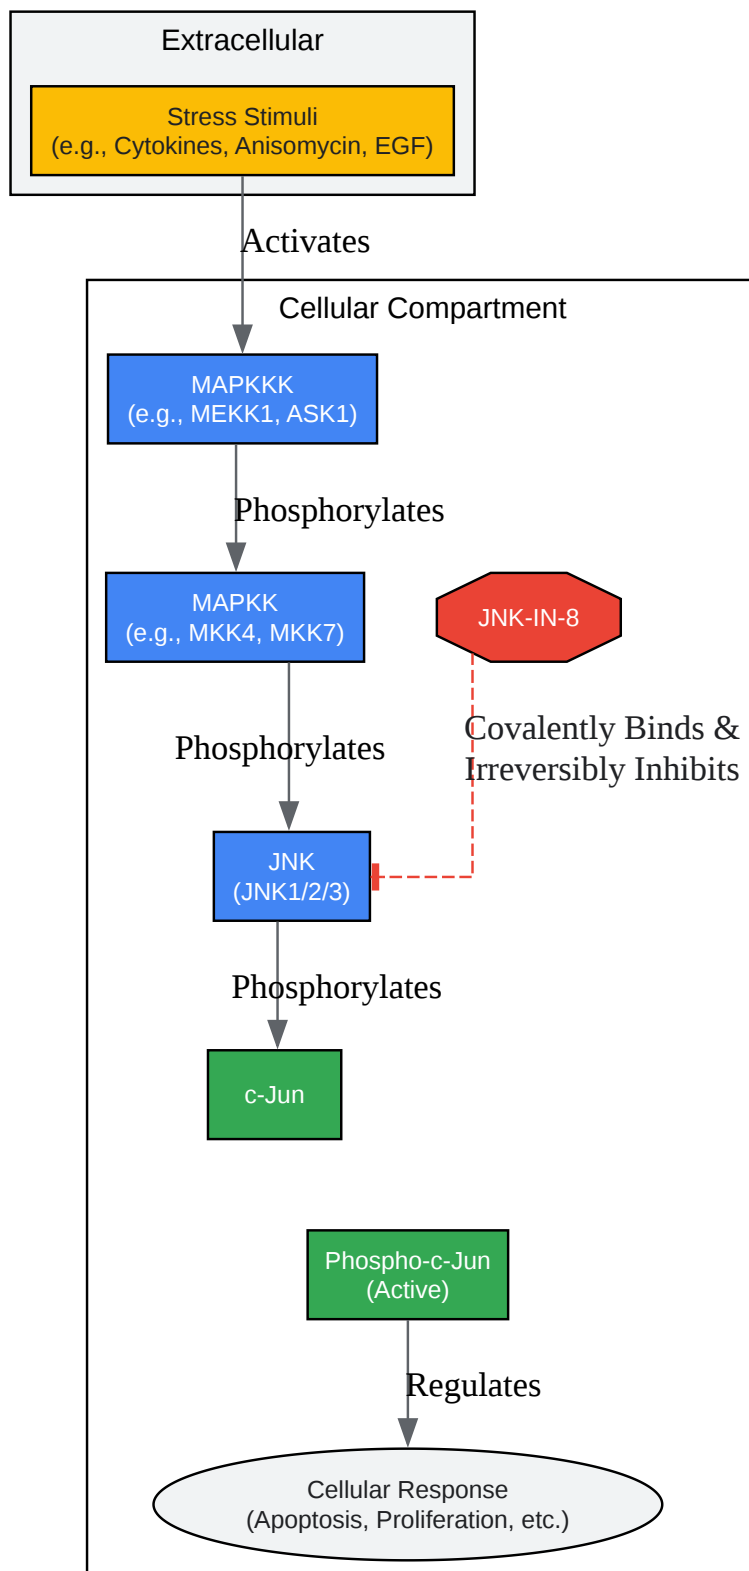 Extracellular
Stress Stimuli
(e.g., Cytokines, Anisomycin, EGF)
Activates
Cellular Compartment
MAPKKK
(e.g., MEKK1, ASK1)
Phosphorylates
MAPKK
(e.g., MKK4, MKK7)
JNK-IN-8
Phosphorylates
Covalently Binds &
Irreversibly Inhibits
JNK
(JNK1/2/3)
Phosphorylates
c-Jun
Phospho-c-Jun
(Active)
Regulates
Cellular Response
(Apoptosis, Proliferation, etc.)